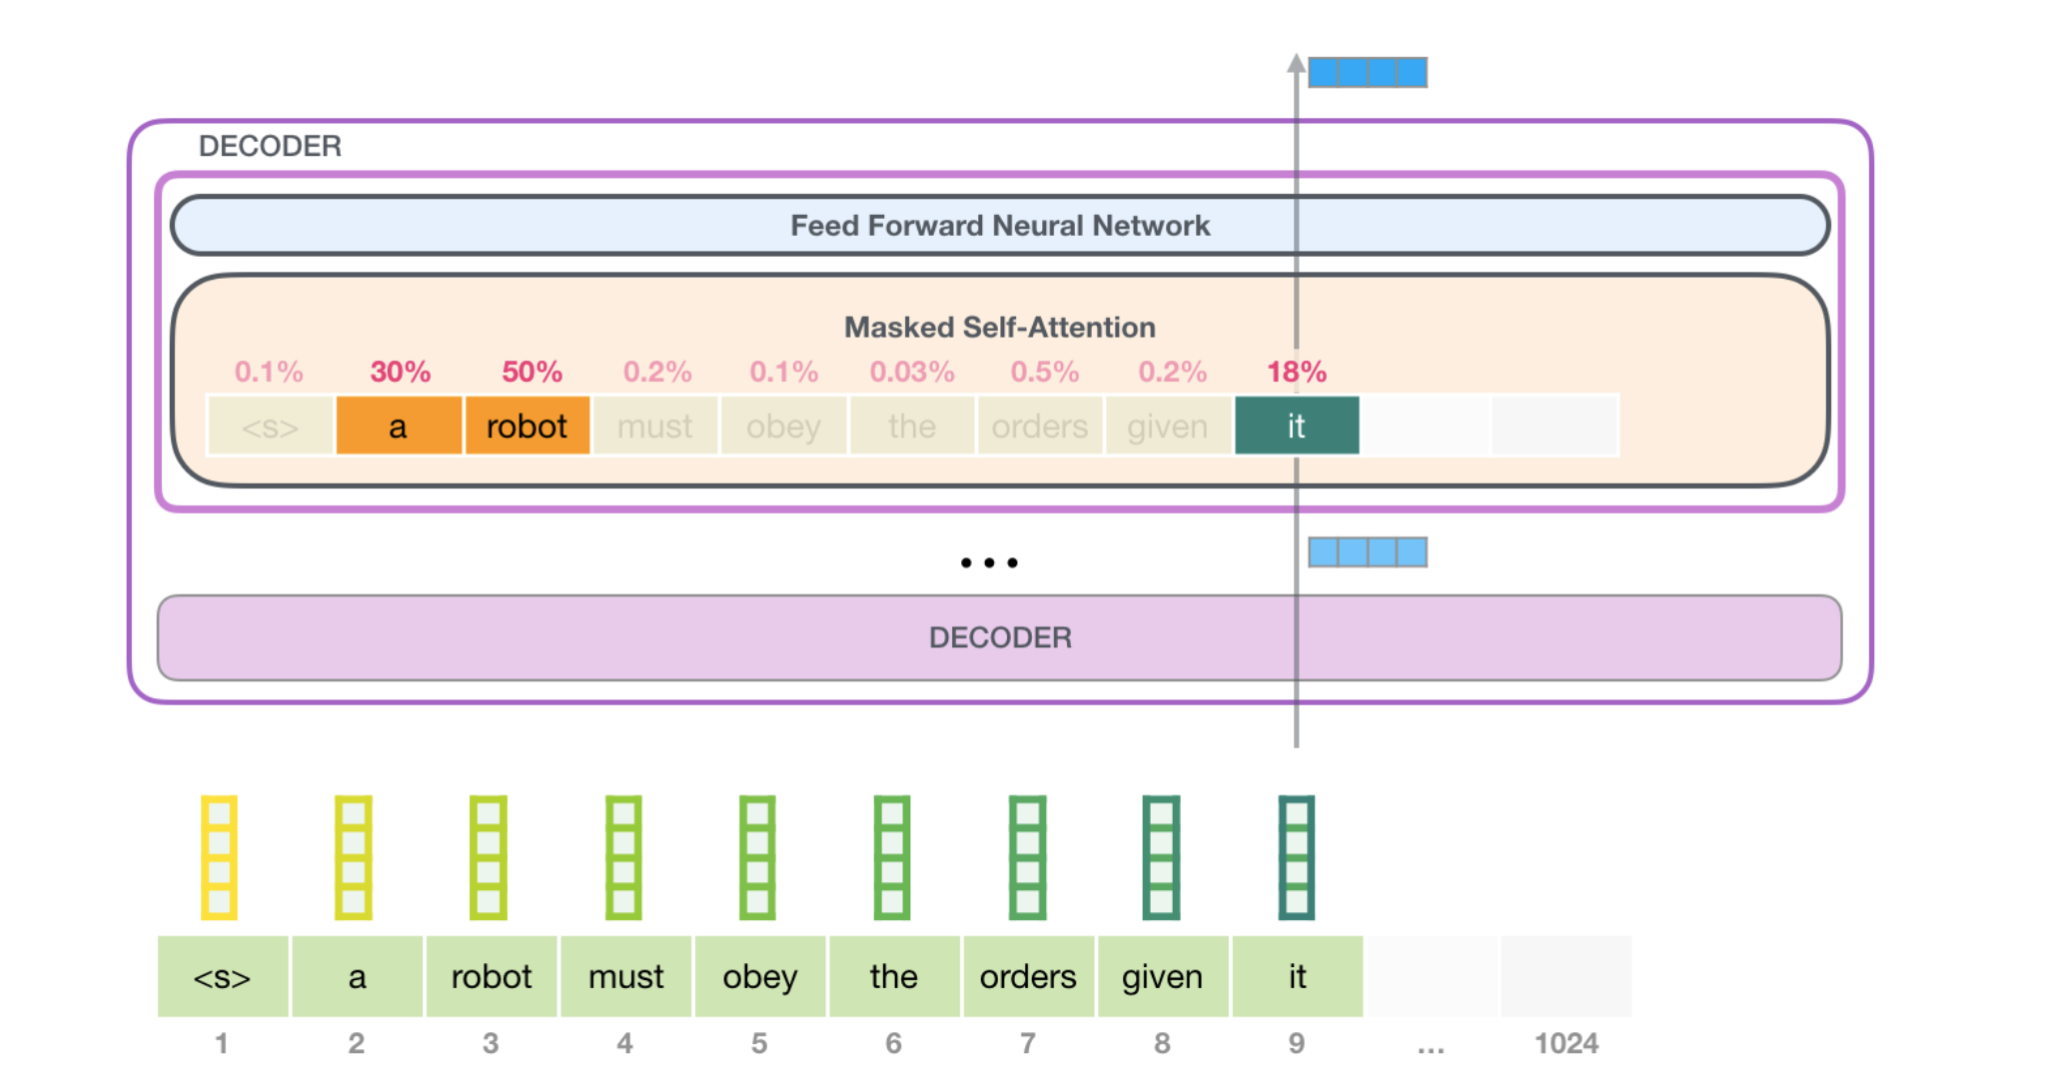 DECODER
Feed Forward Neural Network
Masked Self-Attention
0.1% 30% 50% 0.2% 0.1% 0.03% 0.5% 0.2% 18%
<s> a robot must obey the orders given it
...
DECODER
<s> a robot must obey the orders given it
1 2 3 4 5 6 7 8 9 ... 1024